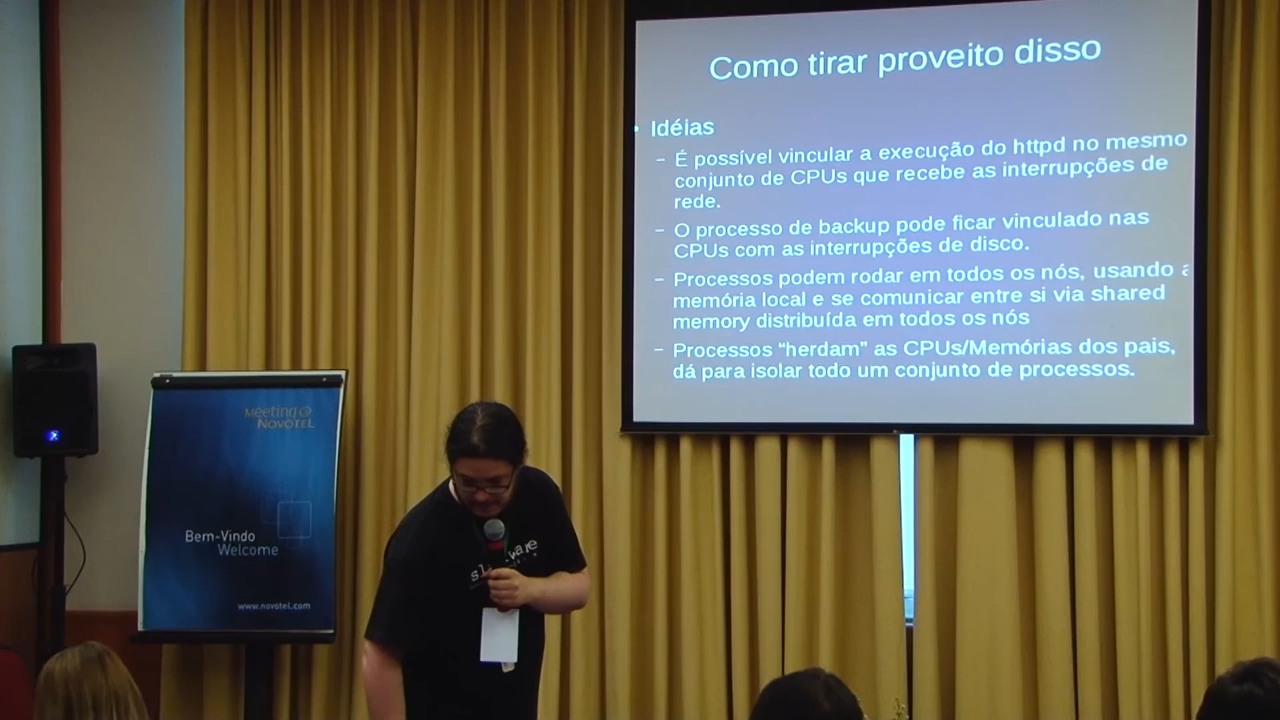 Como tirar proveito disso
• Idéias
– É possível vincular a execução do httpd no mesmo
conjunto de CPUs que recebe as interrupções de
rede.
– O processo de backup pode ficar vinculado nas
CPUs com as interrupções de disco.
– Processos podem rodar em todos os nós, usando a
memória local e se comunicar entre si via shared
memory distribuída em todos os nós
– Processos “herdam” as CPUs/Memórias dos pais,
dá para isolar todo um conjunto de processos.
Meeting@
NOVOTEL
Bem-Vindo
Welcome
www.novotel.com